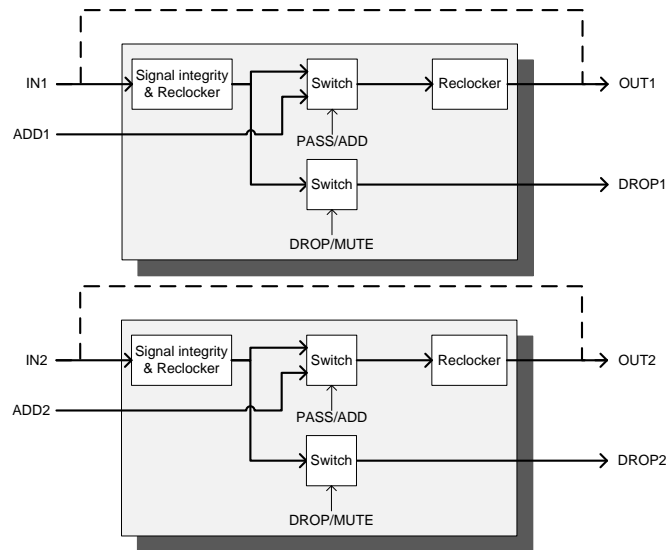 IN1
Signal integrity
& Reclocker
Switch
Reclocker
OUT1
ADD1
PASS/ADD
Switch
DROP1
DROP/MUTE
IN2
Signal integrity
& Reclocker
Switch
Reclocker
OUT2
ADD2
PASS/ADD
Switch
DROP2
DROP/MUTE